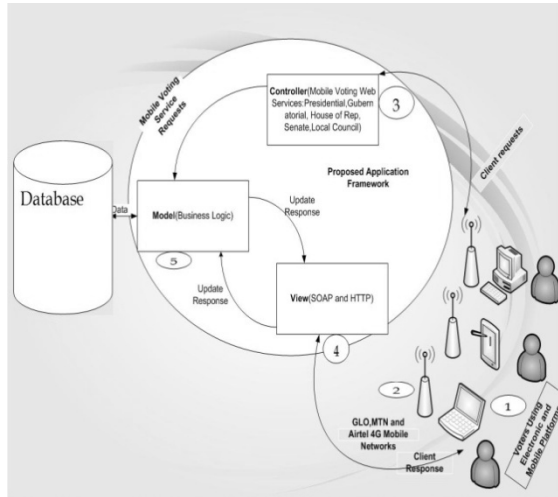 Controller(Mobile Voting Web
Services:Presidential,Gubern
atorial, House of Rep,
Senate,Local Council)
3
Mobile Voting
Service
Requests
Client requests
Proposed Application
Framework
Database
Data
Model(Business Logic)
5
Update
Response
Update
Response
View(SOAP and HTTP)
4
2
1
GLO,MTN and
Airtel 4G Mobile
Networks
Client
Response
Voters Using
Electronic and
Mobile Platforms